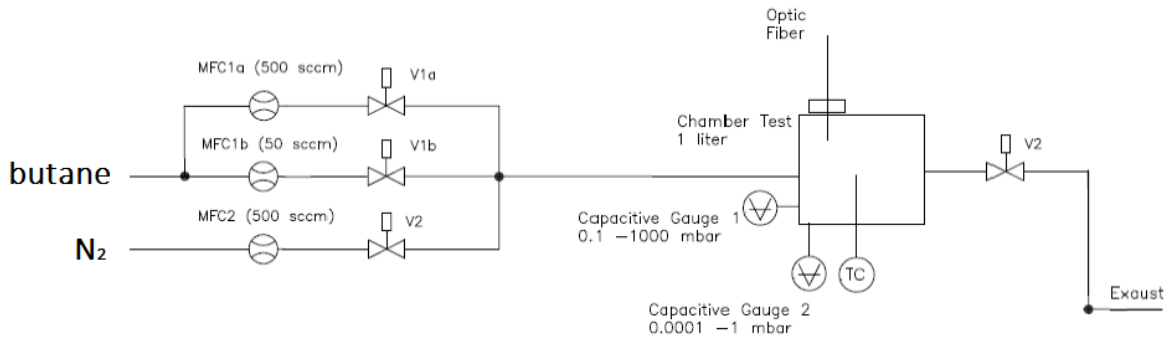 Optic
Fiber
MFC1a (500 sccm)
V1a
Chamber Test
1 liter
MFC1b (50 sccm)
V1b
V2
butane
MFC2 (500 sccm)
V2
Capacitive Gauge 1
0.1 -1000 mbar
N₂
TC
Exaust
Capacitive Gauge 2
0.0001 -1 mbar